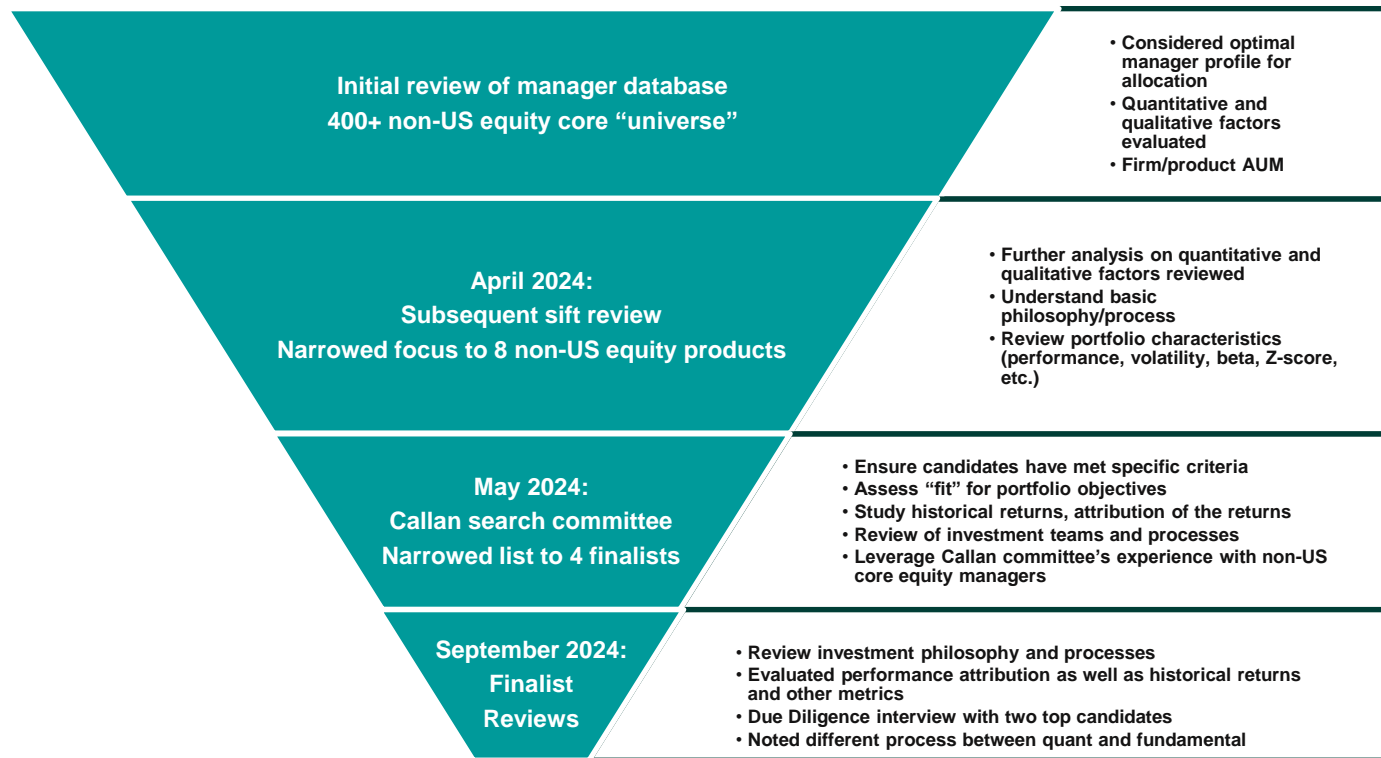 Initial review of manager database
400+ non-US equity core “universe”
• Considered optimal
manager profile for
allocation
• Quantitative and
qualitative factors
evaluated
• Firm/product AUM
April 2024:
Subsequent sift review
Narrowed focus to 8 non-US equity products
• Further analysis on quantitative and
qualitative factors reviewed
• Understand basic
philosophy/process
• Review portfolio characteristics
(performance, volatility, beta, Z-score,
etc.)
May 2024:
Callan search committee
Narrowed list to 4 finalists
• Ensure candidates have met specific criteria
• Assess “fit” for portfolio objectives
• Study historical returns, attribution of the returns
• Review of investment teams and processes
• Leverage Callan committee’s experience with non-US
core equity managers
September 2024:
Finalist
Reviews
• Review investment philosophy and processes
• Evaluated performance attribution as well as historical returns
and other metrics
• Due Diligence interview with two top candidates
• Noted different process between quant and fundamental